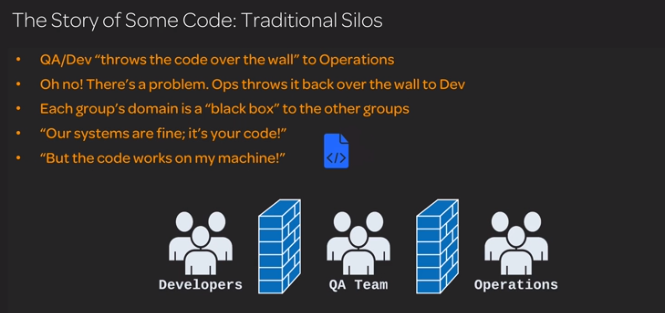 The Story of Some Code: Traditional Silos
• QA/Dev “throws the code over the wall” to Operations
• Oh no! There’s a problem. Ops throws it back over the wall to Dev
• Each group’s domain is a “black box” to the other groups
• “Our systems are fine; it’s your code!”
• “But the code works on my machine!”
</>
Developers QA Team Operations